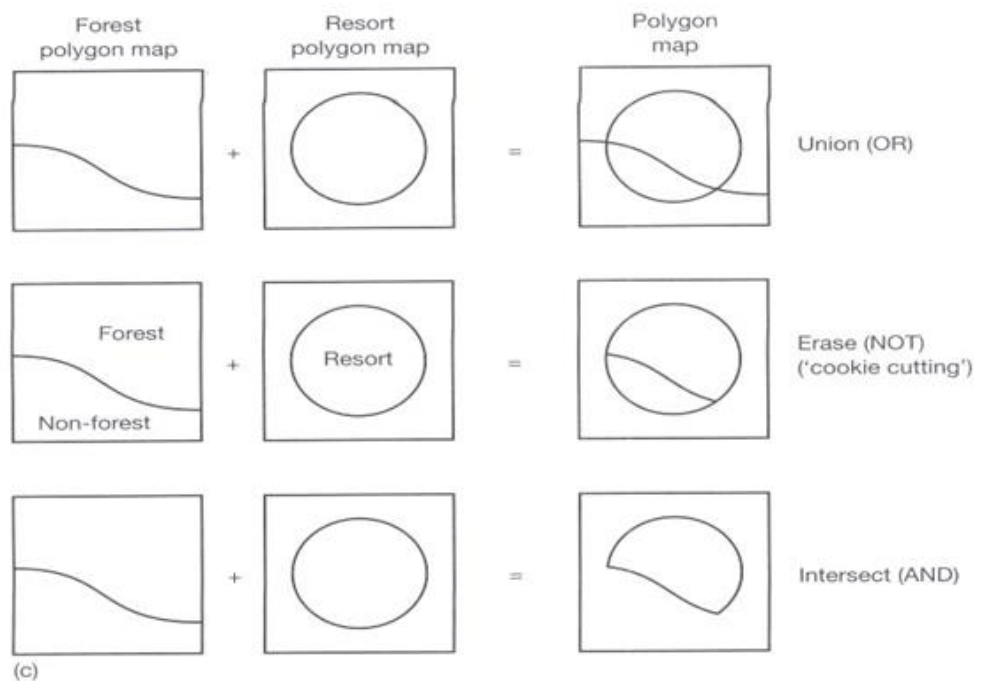 Forest
polygon map
Resort
polygon map
Polygon
map
+
=
Union (OR)
Forest
Non-forest
+
Resort
=
Erase (NOT)
('cookie cutting')
+
=
Intersect (AND)
(c)